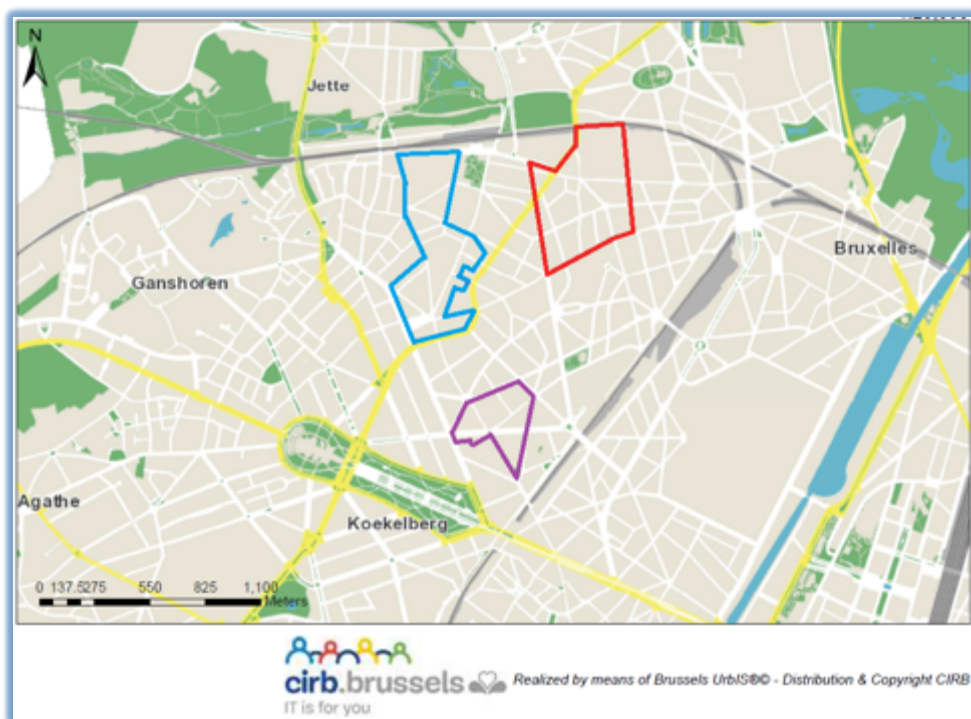 N
Jette
Bruxelles
Ganshoren
Agathe
Koekelberg
0 137.5275 550 825 1,100
Meters
cirb.brussels
IT is for you
Realized by means of Brussels UrbIS®© - Distribution & Copyright CIRB